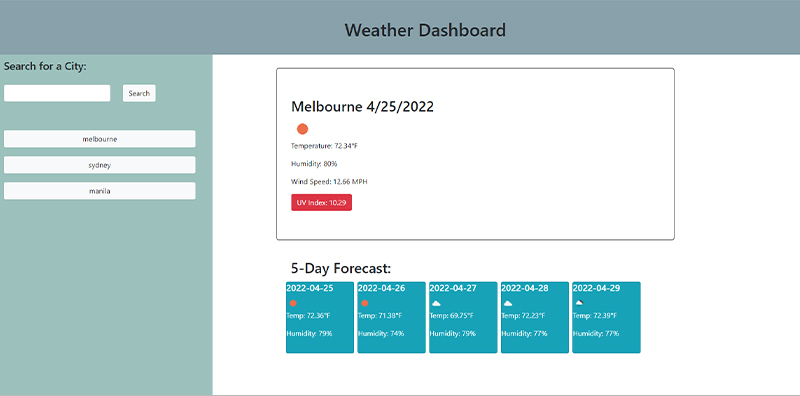 Weather Dashboard
Search for a City:
Search
melbourne
sydney
manila
Melbourne 4/25/2022
Temperature: 72.34°F
Humidity: 80%
Wind Speed: 12.66 MPH
UV Index: 10.29
5-Day Forecast:
2022-04-25
Temp: 72.36°F
Humidity: 79%
2022-04-26
Temp: 71.38°F
Humidity: 74%
2022-04-27
Temp: 69.75°F
Humidity: 79%
2022-04-28
Temp: 72.23°F
Humidity: 77%
2022-04-29
Temp: 72.39°F
Humidity: 77%